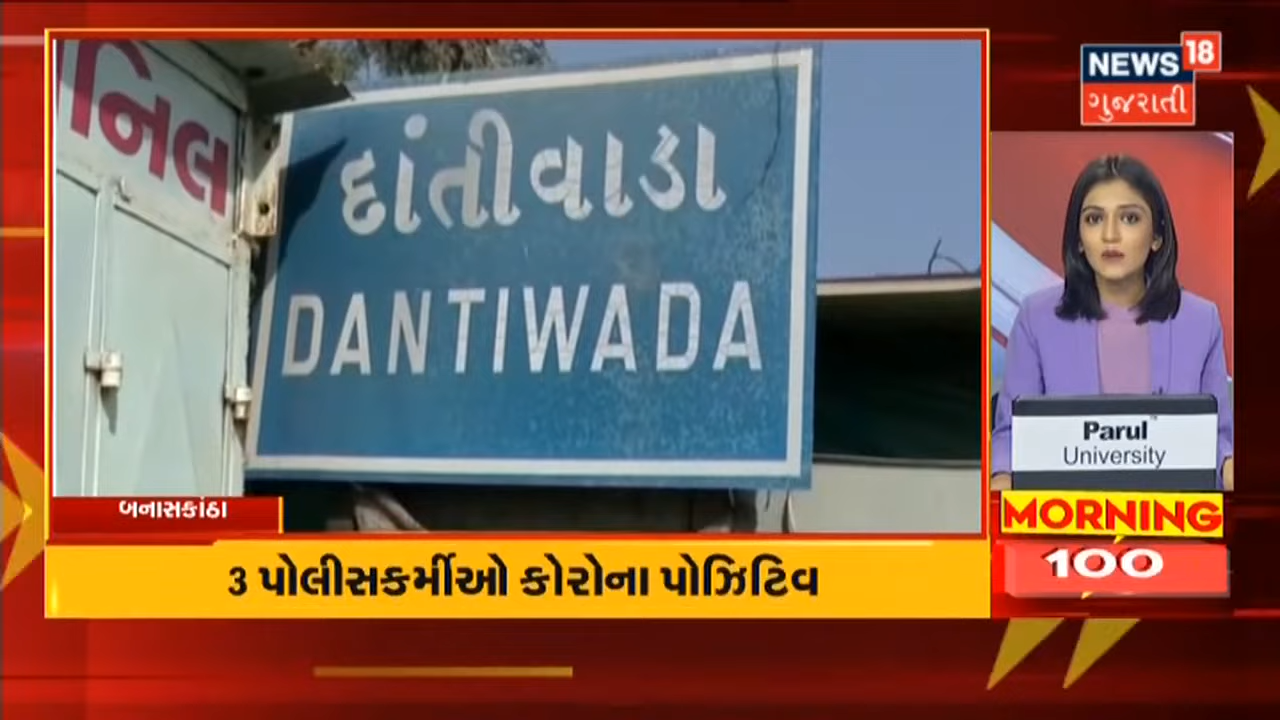 નિલ
દાંતીવાડા
DANTIWADA
NEWS 18
ગુજરાતી
Parul
University
MORNING
100
બનાસકાંઠા
3 પોલીસકર્મીઓ કોરોના પોઝિટિવ